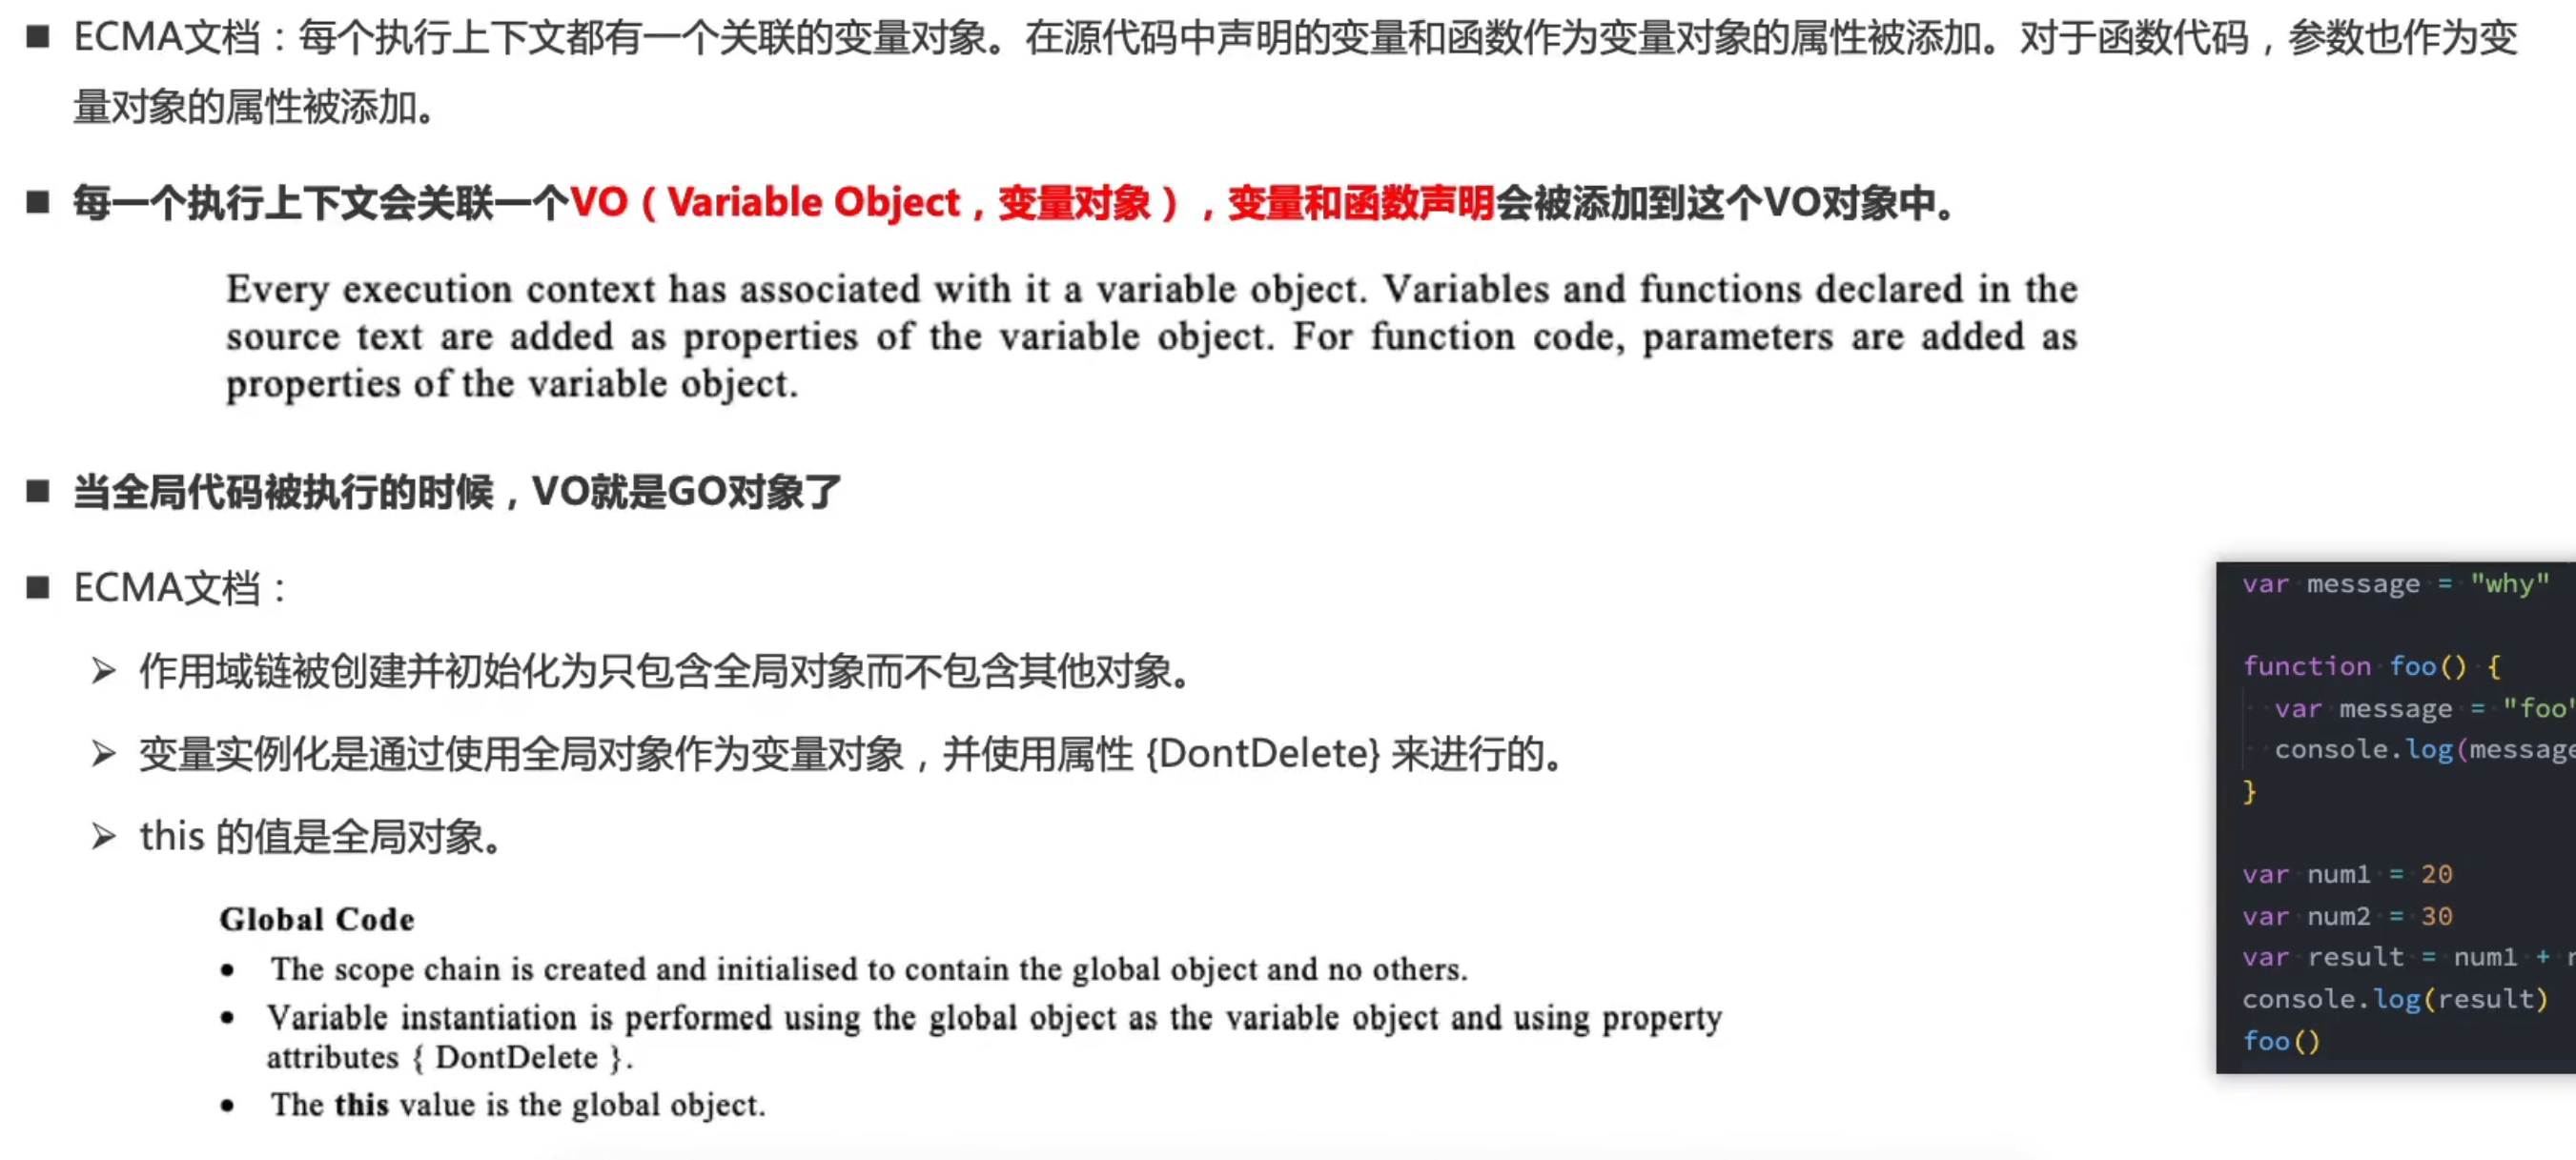 ■ ECMA文档：每个执行上下文都有一个关联的变量对象。在源代码中声明的变量和函数作为变量对象的属性被添加。对于函数代码，参数也作为变
量对象的属性被添加。
■ 每一个执行上下文会关联一个VO（Variable Object，变量对象），变量和函数声明会被添加到这个VO对象中。
Every execution context has associated with it a variable object. Variables and functions declared in the
source text are added as properties of the variable object. For function code, parameters are added as
properties of the variable object.
■ 当全局代码被执行的时候，VO就是GO对象了
■ ECMA文档：
➢ 作用域链被创建并初始化为只包含全局对象而不包含其他对象。
➢ 变量实例化是通过使用全局对象作为变量对象，并使用属性 {DontDelete} 来进行的。
➢ this 的值是全局对象。
Global Code
• The scope chain is created and initialised to contain the global object and no others.
• Variable instantiation is performed using the global object as the variable object and using property
attributes { DontDelete }.
• The this value is the global object.
var message = "why"
function foo() {
var message = "foo"
console.log(message
}
var num1 = 20
var num2 = 30
var result = num1 +
console.log(result)
foo()